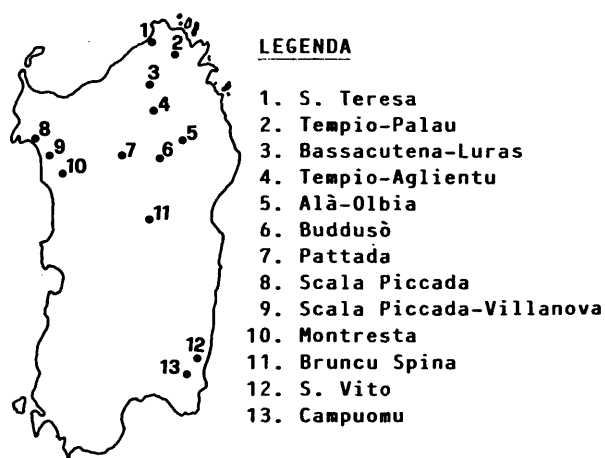 LEGENDA
1. S. Teresa
2. Tempio-Palau
3. Bassacutena-Luras
4. Tempio-Aglientu
5. Alà-Olbia
6. Buddusò
7. Pattada
8. Scala Piccada
9. Scala Piccada-Villanova
10. Montresta
11. Bruncu Spina
12. S. Vito
13. Campuomu
1
2
3
4
5
6
7
8
9
10
11
12
13